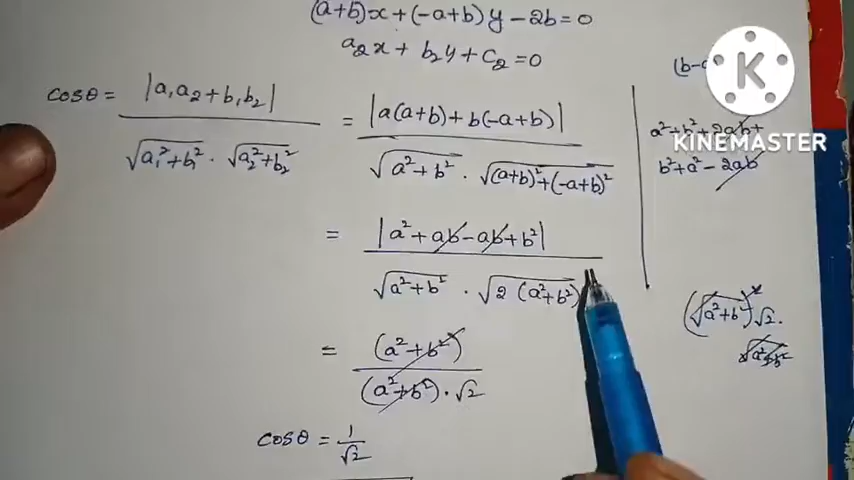 (a+b)x+(-a+b)y-2b=0
a₂x + b₂y + c₂=0
cosθ = |a₁a₂+b₁b₂| / √a₁²+b₁² · √a₂²+b₂² = |a(a+b)+b(-a+b)| / √a²+b² · √(a+b)²+(-a+b)²
= |a²+ab-ab+b²| / √a²+b² · √2(a²+b²)
= (a²+b²) / (a²+b²)·√2
cosθ = 1/√2
(b-a
a²+b²+2ab+
b²+a²-2ab
(√a²+b²)√2.
√a²+b²
K
KINEMASTER